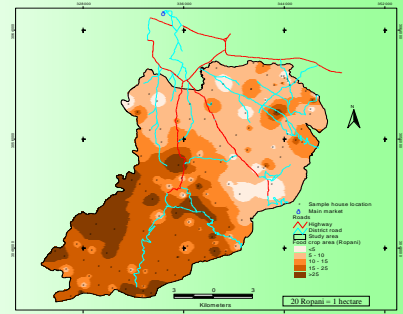 N
Sample house location
Main market
Roads
Highway
District road
Study area
Food crop area (Ropani)
<5
5 - 10
10 - 15
15 - 25
>25
3 0 3
Kilometers
20 Ropani = 1 hectare